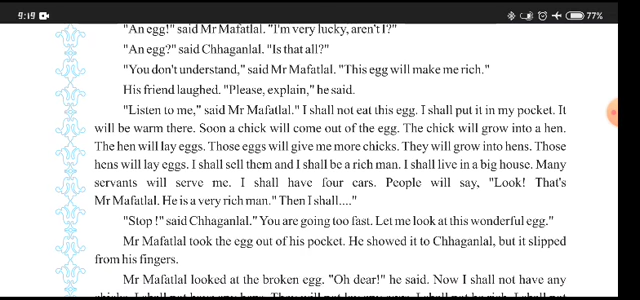 9:19
77%
"An egg!" said Mr Mafatlal. "I'm very lucky, aren't I?"
"An egg?" said Chhaganlal. "Is that all?"
"You don't understand," said Mr Mafatlal. "This egg will make me rich."
His friend laughed. "Please, explain," he said.
"Listen to me," said Mr Mafatlal." I shall not eat this egg. I shall put it in my pocket. It
will be warm there. Soon a chick will come out of the egg. The chick will grow into a hen.
The hen will lay eggs. Those eggs will give me more chicks. They will grow into hens. Those
hens will lay eggs. I shall sell them and I shall be a rich man. I shall live in a big house. Many
servants will serve me. I shall have four cars. People will say, "Look! That's
Mr Mafatlal. He is a very rich man." Then I shall...."
"Stop !" said Chhaganlal." You are going too fast. Let me look at this wonderful egg."
Mr Mafatlal took the egg out of his pocket. He showed it to Chhaganlal, but it slipped
from his fingers.
Mr Mafatlal looked at the broken egg. "Oh dear!" he said. Now I shall not have any